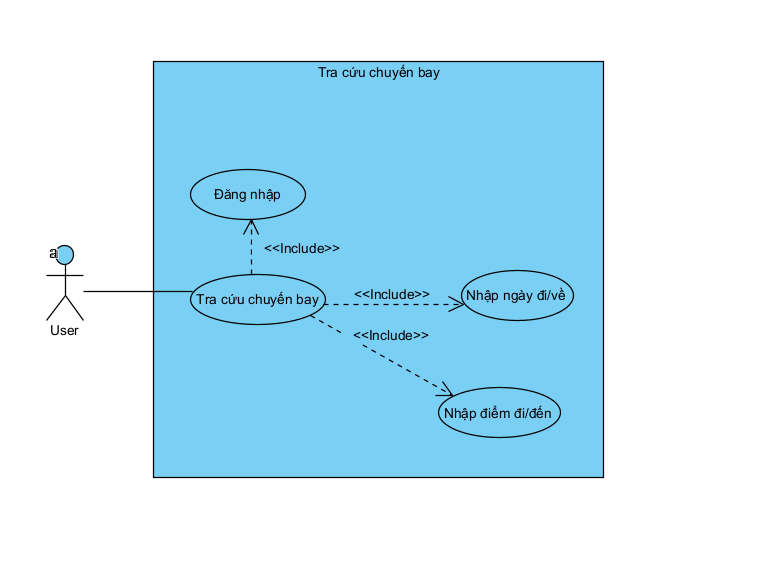 Tra cứu chuyến bay
Đăng nhập
<<Include>>
a
User
Tra cứu chuyến bay
<<Include>>
Nhập ngày đi/về
<<Include>>
Nhập điểm đi/đến